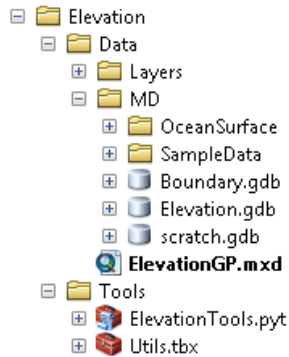 Elevation
Data
Layers
MD
OceanSurface
SampleData
Boundary.gdb
Elevation.gdb
scratch.gdb
ElevationGP.mxd
Tools
ElevationTools.pyt
Utils.tbx